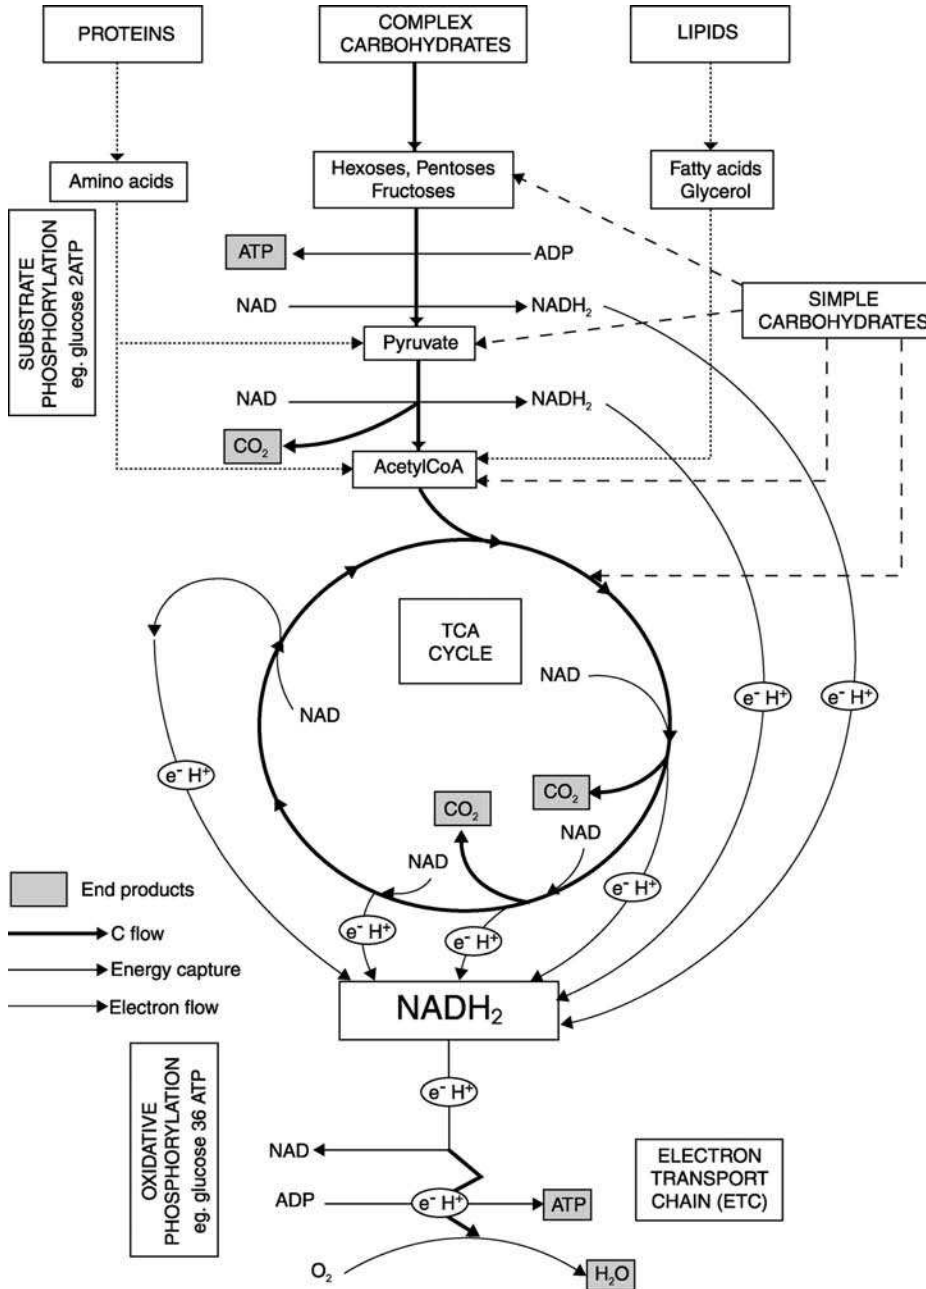 PROTEINS
COMPLEX
CARBOHYDRATES
LIPIDS
Amino acids
Hexoses, Pentoses
Fructoses
Fatty acids
Glycerol
SUBSTRATE
PHOSPHORYLATION
eg. glucose 2ATP
ATP
ADP
NAD
NADH₂
SIMPLE
CARBOHYDRATES
Pyruvate
NAD
NADH₂
CO₂
AcetylCoA
TCA
CYCLE
NAD
NAD
e⁻ H⁺
e⁻ H⁺
e⁻ H⁺
CO₂
CO₂
NAD
NAD
e⁻ H⁺
e⁻ H⁺
e⁻ H⁺
End products
C flow
Energy capture
Electron flow
NADH₂
OXIDATIVE
PHOSPHORYLATION
eg. glucose 36 ATP
e⁻ H⁺
NAD
ADP
e⁻ H⁺
ATP
ELECTRON
TRANSPORT
CHAIN (ETC)
O₂
H₂O